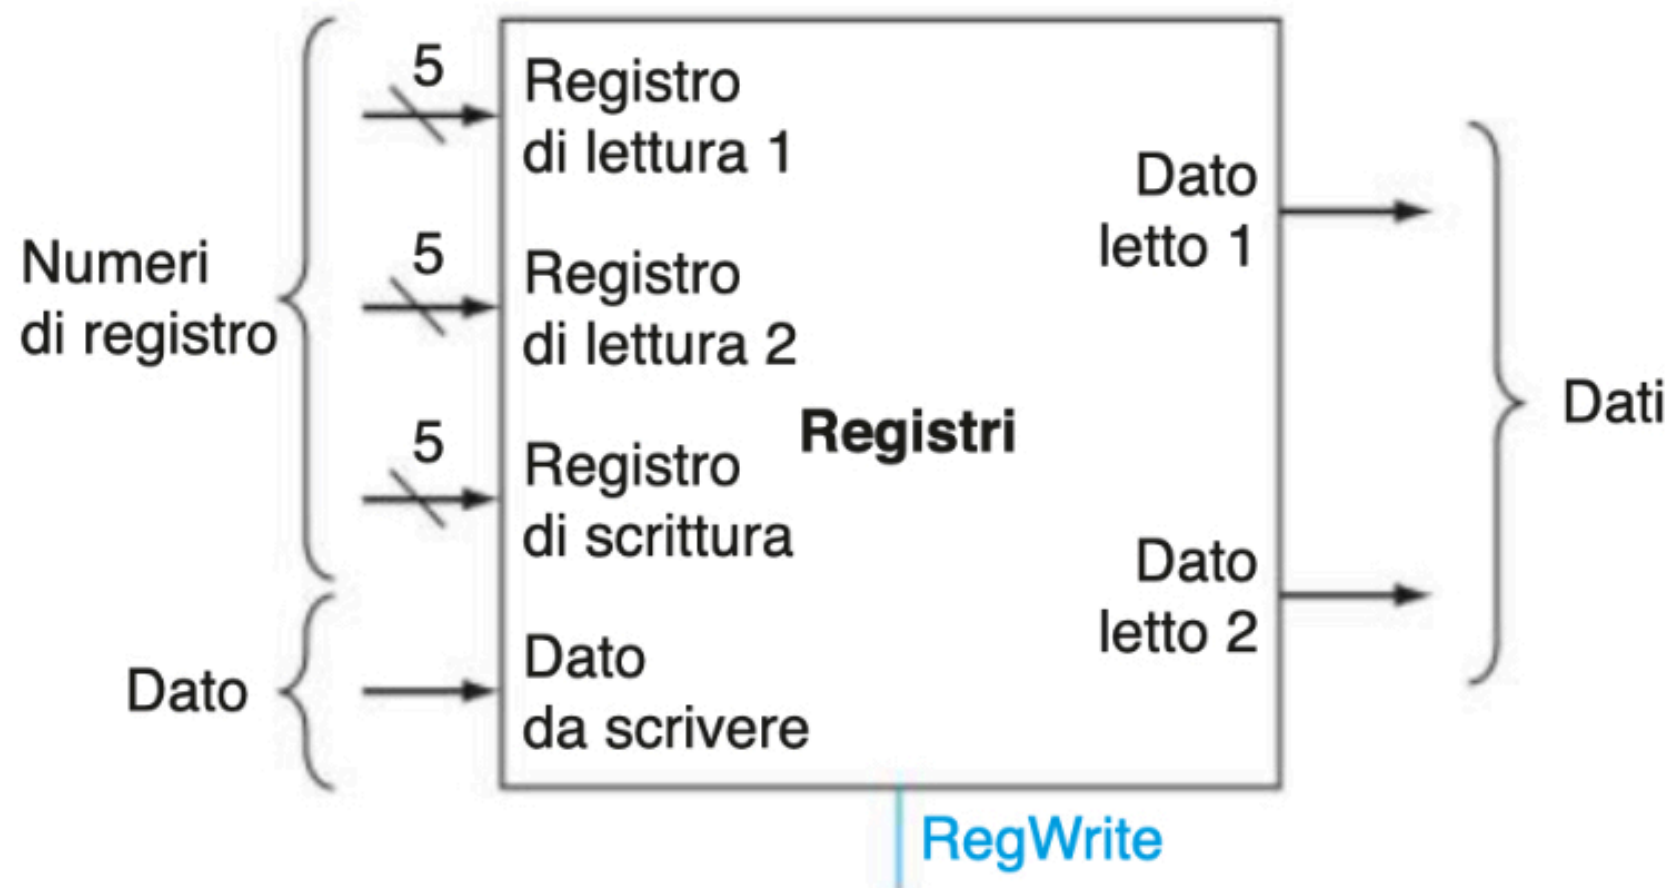 Numeri
di registro
Dato
5
Registro
di lettura 1
5
Registro
di lettura 2
5
Registro
di scrittura
Dato
da scrivere
Registri
Dato
letto 1
Dato
letto 2
Dati
RegWrite